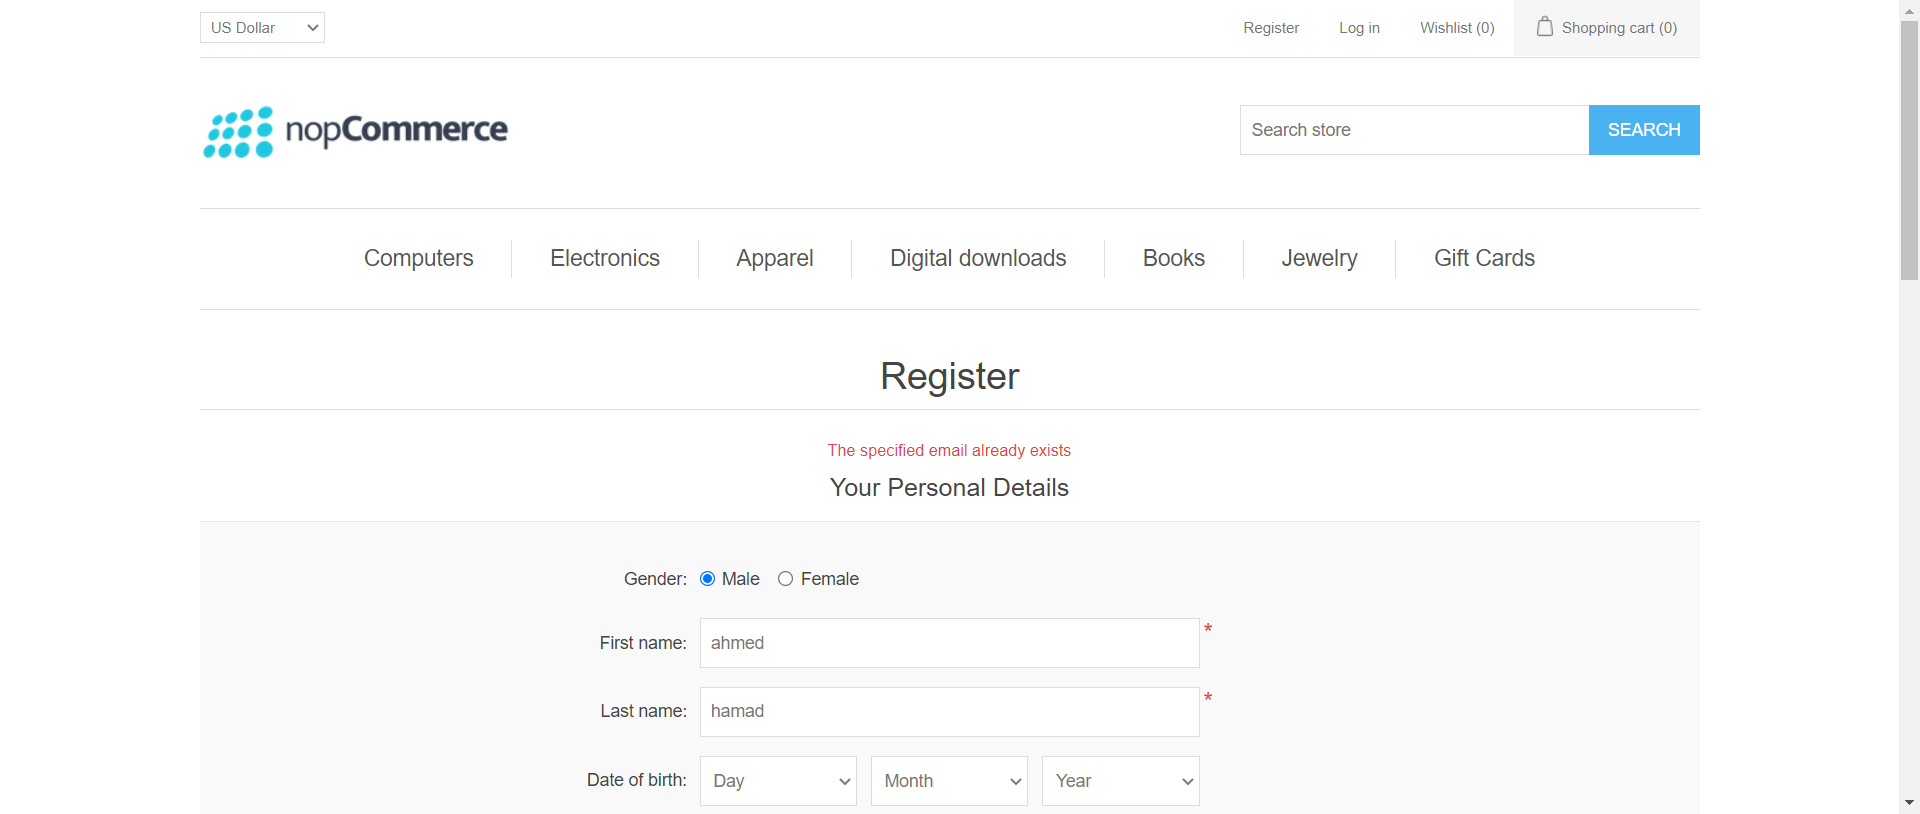 US Dollar Register Log in Wishlist (0) Shopping cart (0)
nopCommerce Search store SEARCH
Computers Electronics Apparel Digital downloads Books Jewelry Gift Cards
Register
The specified email already exists
Your Personal Details
Gender: Male Female
First name: ahmed *
Last name: hamad *
Date of birth: Day Month Year